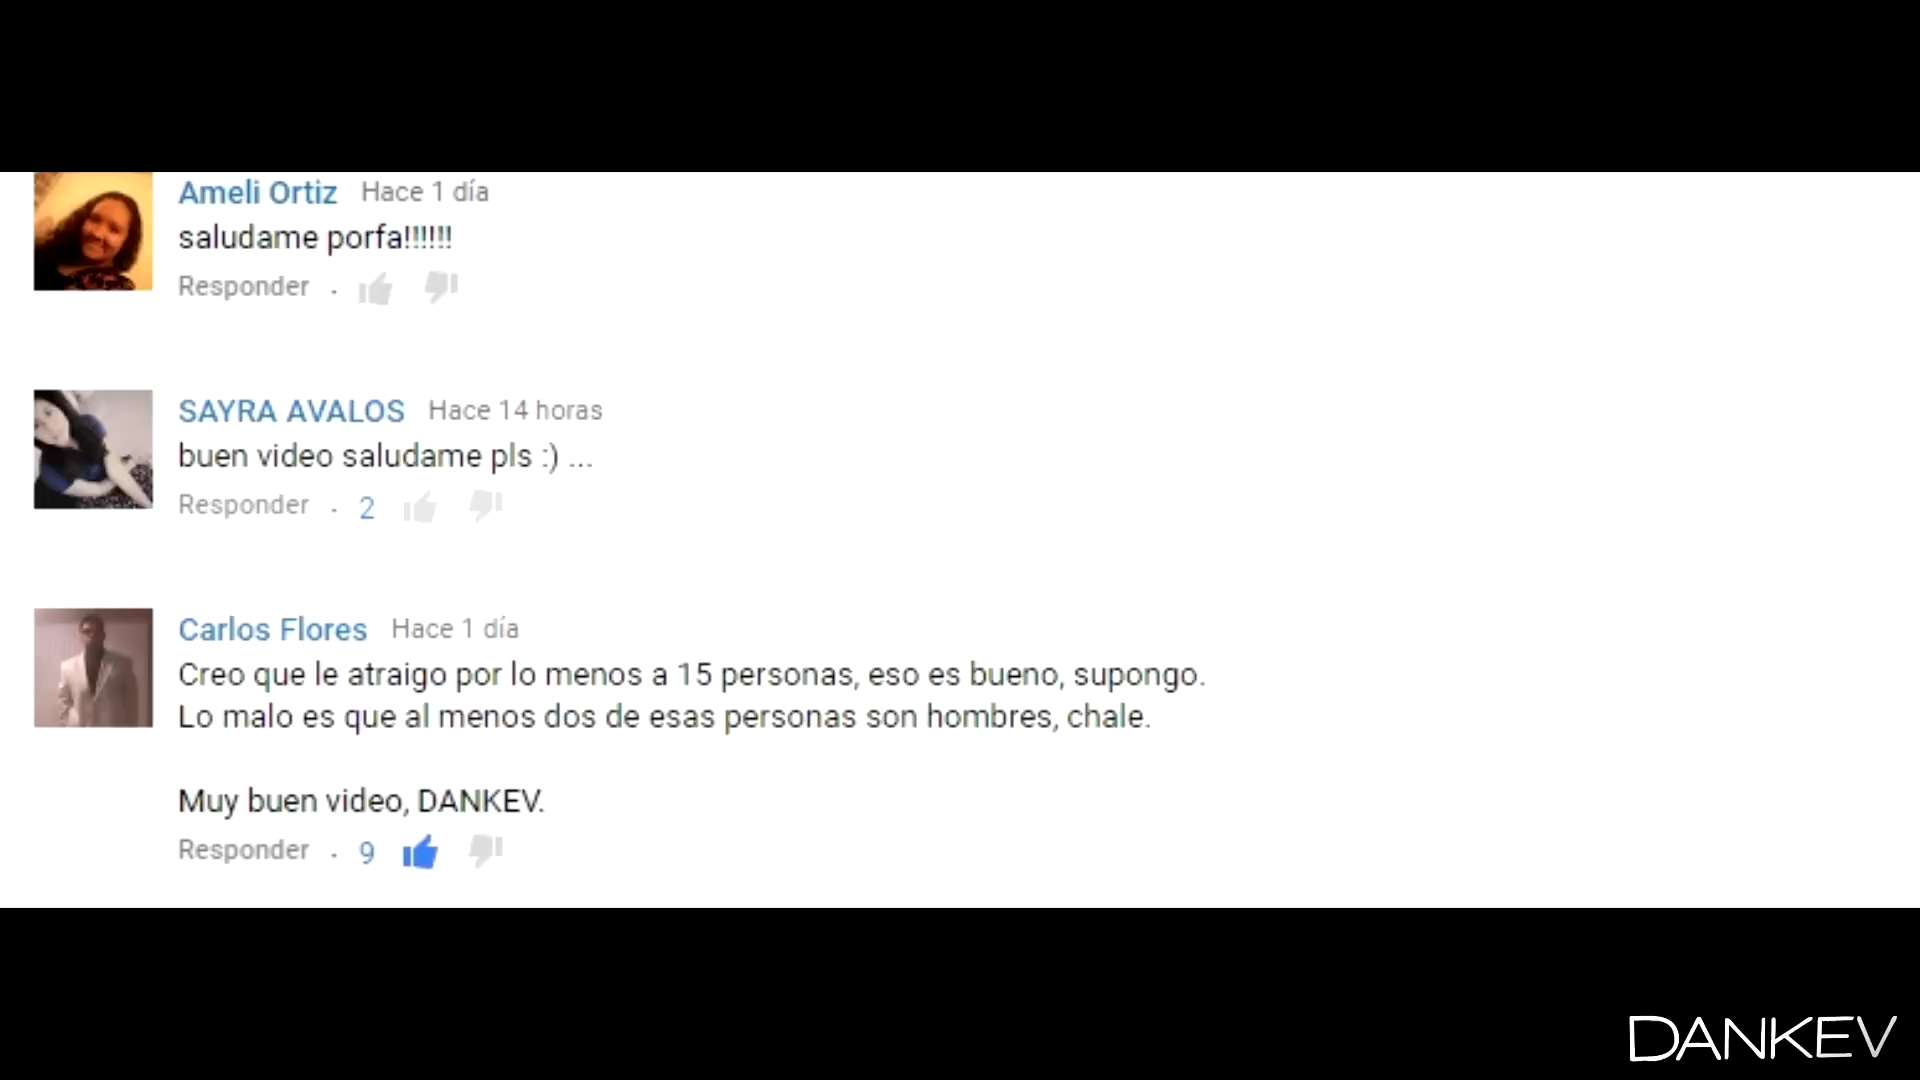 Ameli Ortiz Hace 1 día
saludame porfa!!!!!!
Responder .
SAYRA AVALOS Hace 14 horas
buen video saludame pls :) ...
Responder . 2
Carlos Flores Hace 1 día
Creo que le atraigo por lo menos a 15 personas, eso es bueno, supongo.
Lo malo es que al menos dos de esas personas son hombres, chale.
Muy buen video, DANKEV.
Responder . 9
DANKEV